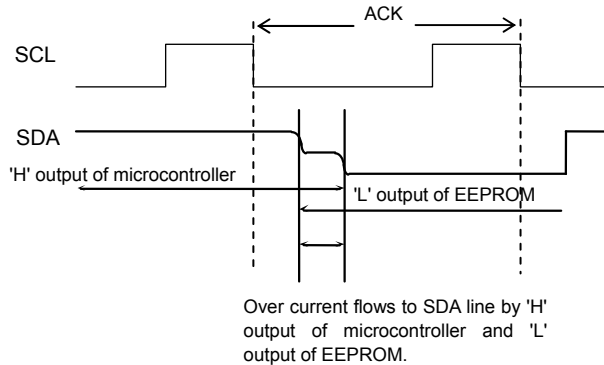 ACK
SCL
SDA
'H' output of microcontroller
'L' output of EEPROM
Over current flows to SDA line by 'H'
output of microcontroller and 'L'
output of EEPROM.